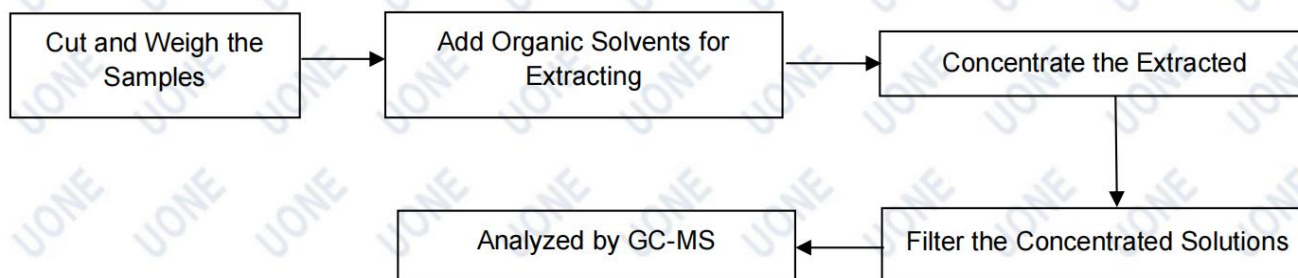 Cut and Weigh the
Samples
Add Organic Solvents for
Extracting
Concentrate the Extracted
Filter the Concentrated Solutions
Analyzed by GC-MS
UONE